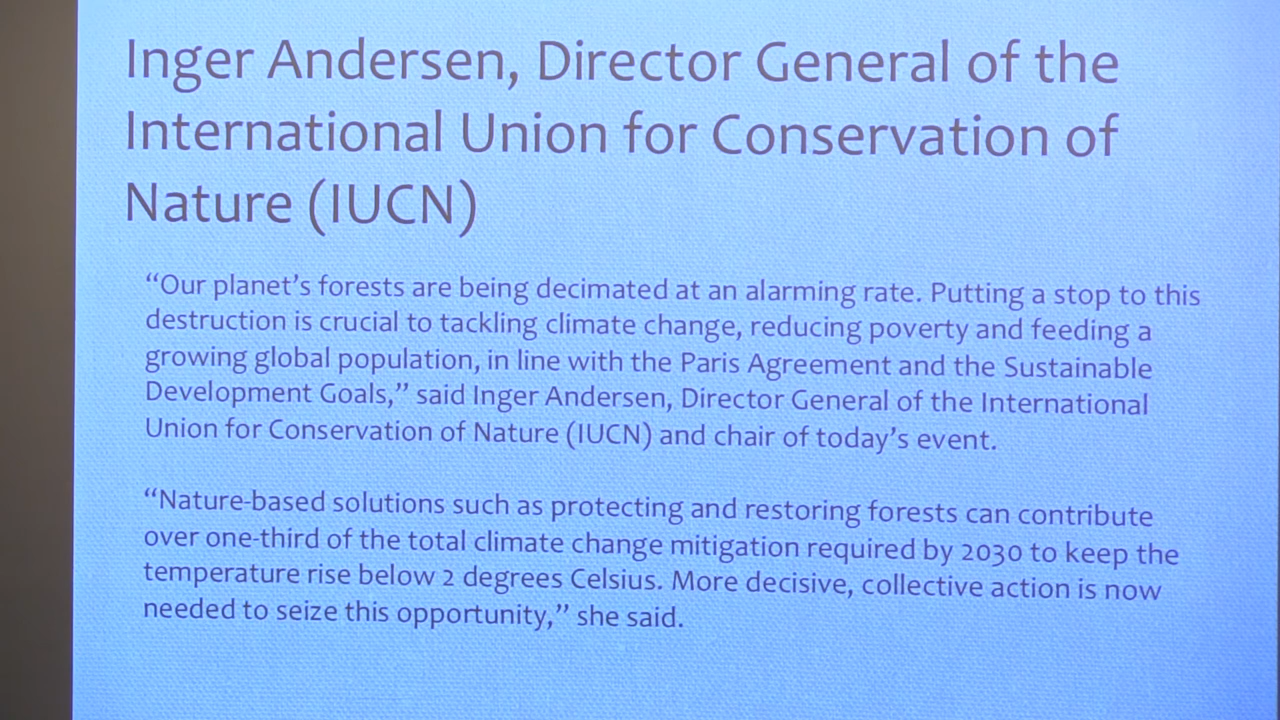 Inger Andersen, Director General of the
International Union for Conservation of
Nature (IUCN)
“Our planet’s forests are being decimated at an alarming rate. Putting a stop to this
destruction is crucial to tackling climate change, reducing poverty and feeding a
growing global population, in line with the Paris Agreement and the Sustainable
Development Goals,” said Inger Andersen, Director General of the International
Union for Conservation of Nature (IUCN) and chair of today’s event.
“Nature-based solutions such as protecting and restoring forests can contribute
over one-third of the total climate change mitigation required by 2030 to keep the
temperature rise below 2 degrees Celsius. More decisive, collective action is now
needed to seize this opportunity,” she said.